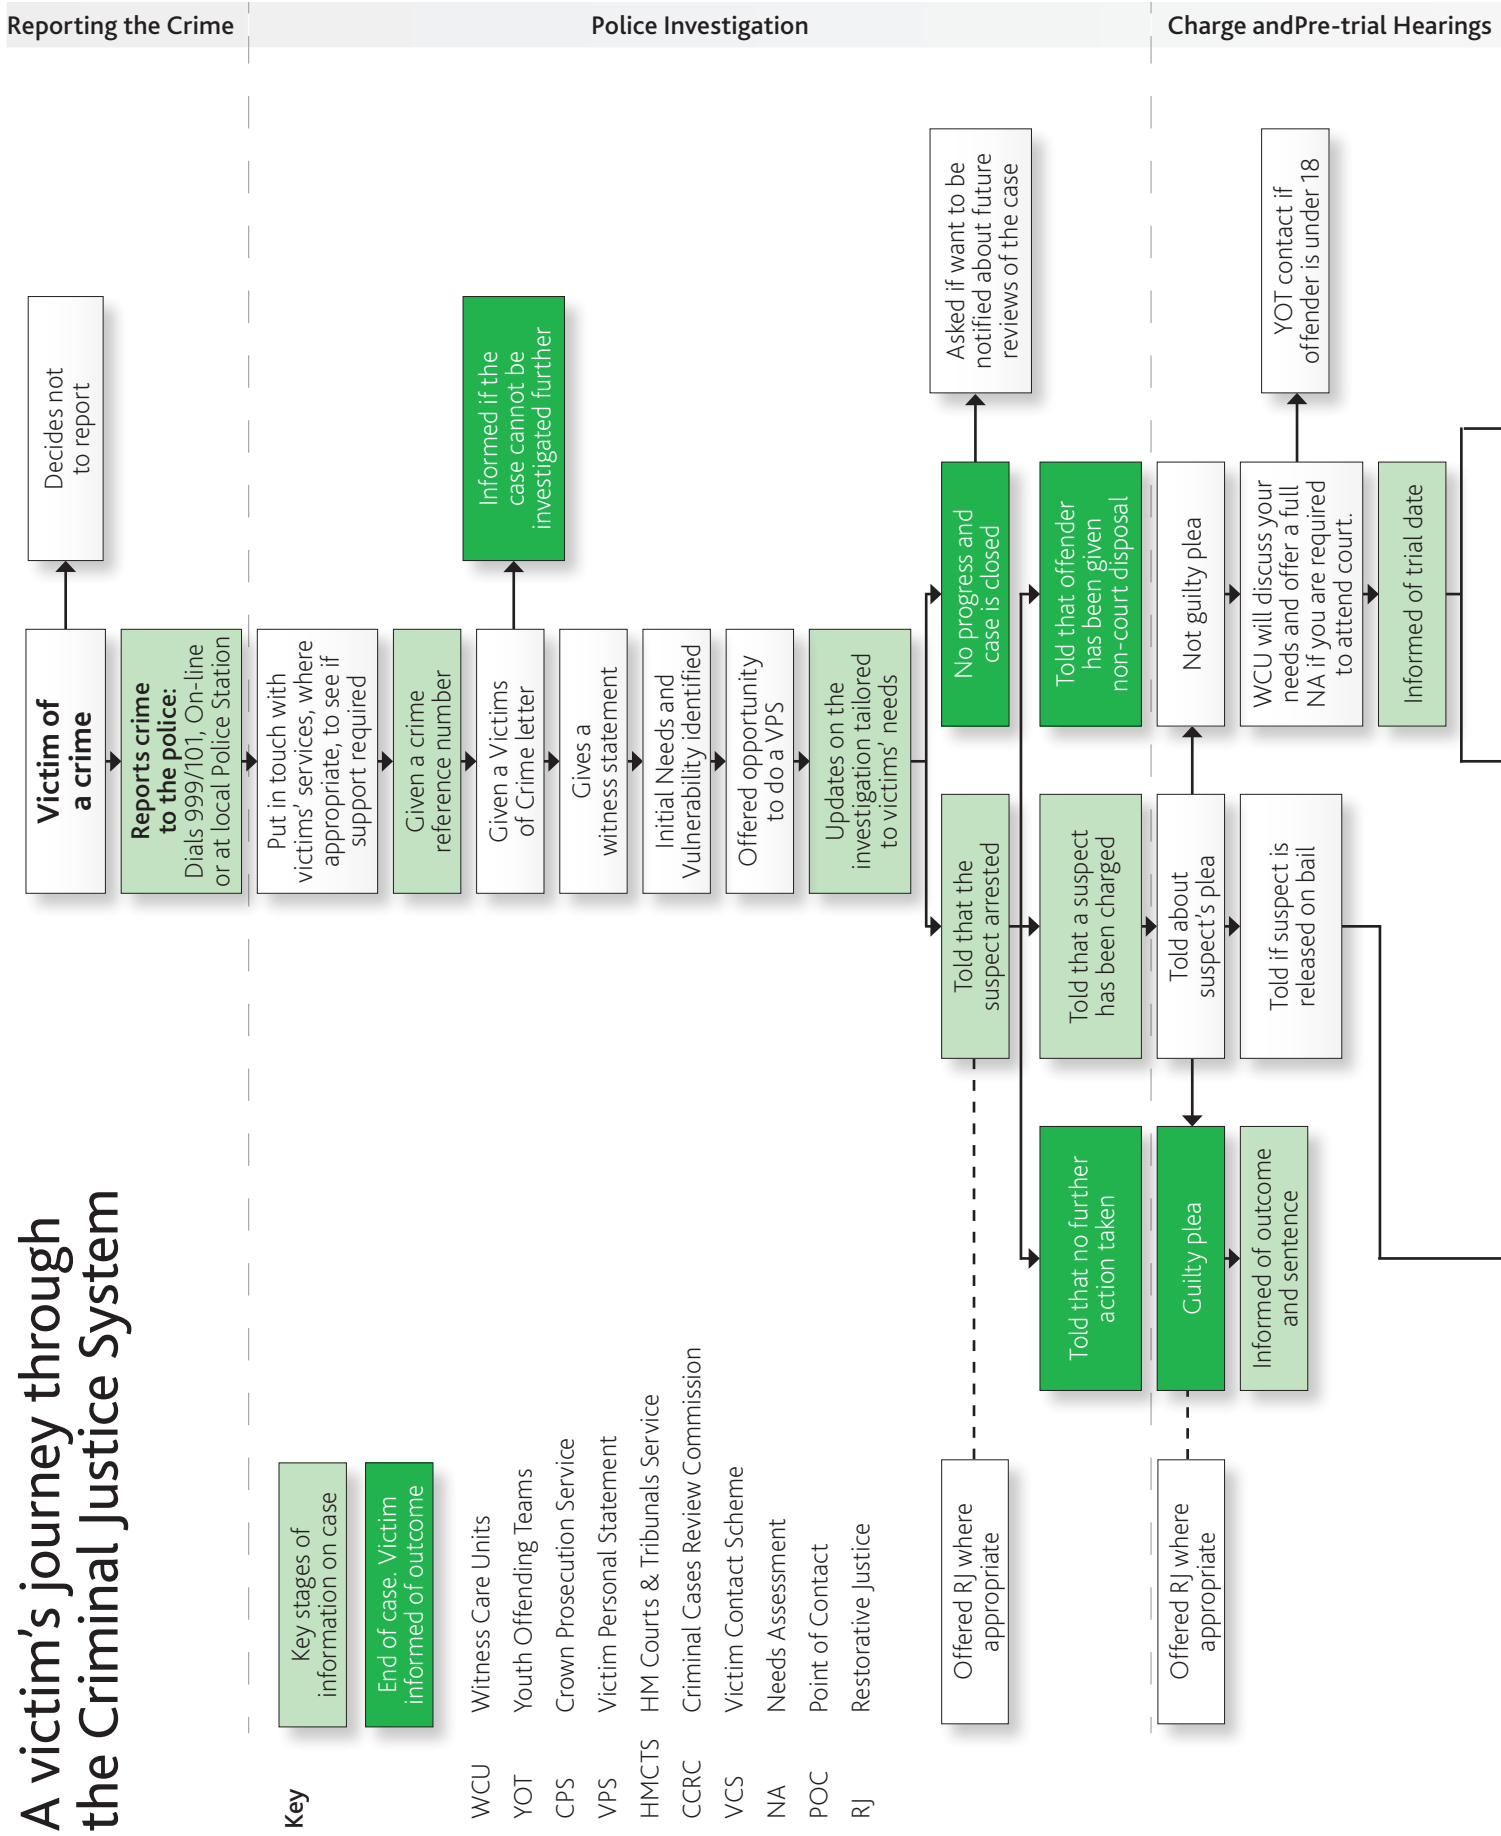 A victim's journey through
the Criminal Justice System
Reporting the Crime
Police Investigation
Charge andPre-trial Hearings
Key
Key stages of
information on case
End of case. Victim
informed of outcome
WCU Witness Care Units
YOT Youth Offending Teams
CPS Crown Prosecution Service
VPS Victim Personal Statement
HMCTS HM Courts & Tribunals Service
CCRC Criminal Cases Review Commission
VCS Victim Contact Scheme
NA Needs Assessment
POC Point of Contact
RJ Restorative Justice
Victim of
a crime
Decides not
to report
Reports crime
to the police:
Dials 999/101, On-line
or at local Police Station
Put in touch with
victims' services, where
appropriate, to see if
support required
Given a crime
reference number
Given a Victims
of Crime letter
Informed if the
case cannot be
investigated further
Gives a
witness statement
Initial Needs and
Vulnerability identified
Offered opportunity
to do a VPS
Updates on the
investigation tailored
to victims' needs
Offered RJ where
appropriate
Told that the
suspect arrested
No progress and
case is closed
Asked if want to be
notified about future
reviews of the case
Told that no further
action taken
Told that a suspect
has been charged
Told that offender
has been given
non-court disposal
Offered RJ where
appropriate
Guilty plea
Told about
suspect's plea
Not guilty plea
Informed of outcome
and sentence
Told if suspect is
released on bail
WCU will discuss your
needs and offer a full
NA if you are required
to attend court.
YOT contact if
offender is under 18
Informed of trial date